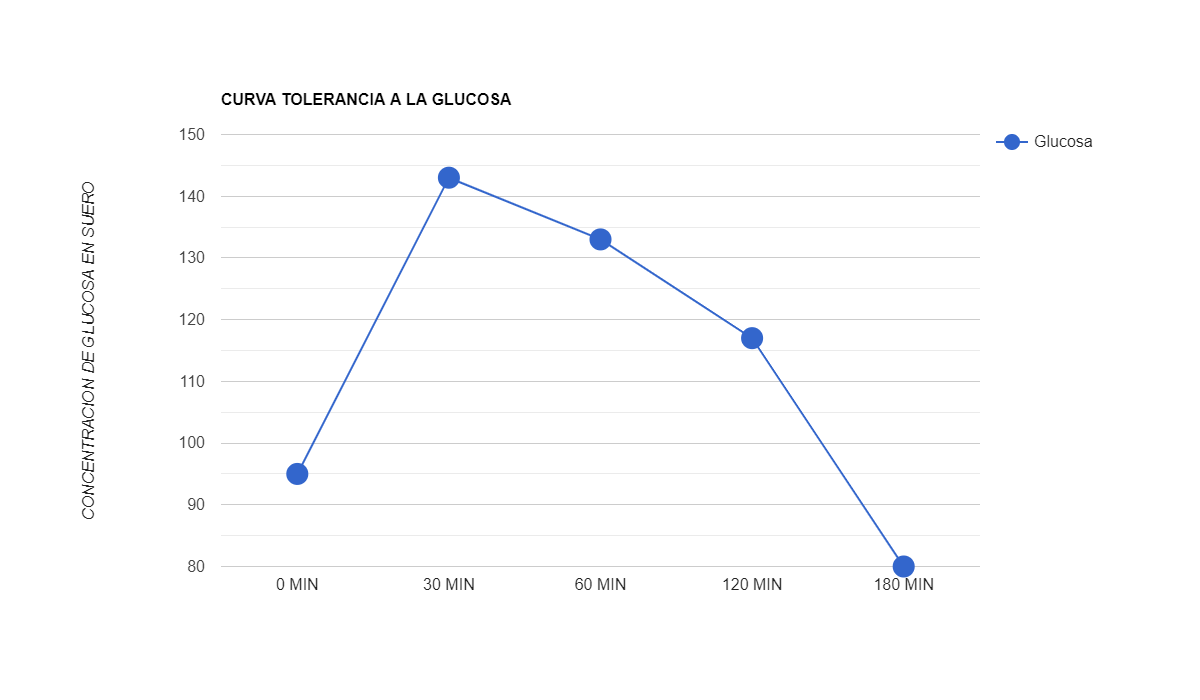 CURVA TOLERANCIA A LA GLUCOSA
Glucosa
CONCENTRACION DE GLUCOSA EN SUERO
150
140
130
120
110
100
90
80
0 MIN
30 MIN
60 MIN
120 MIN
180 MIN